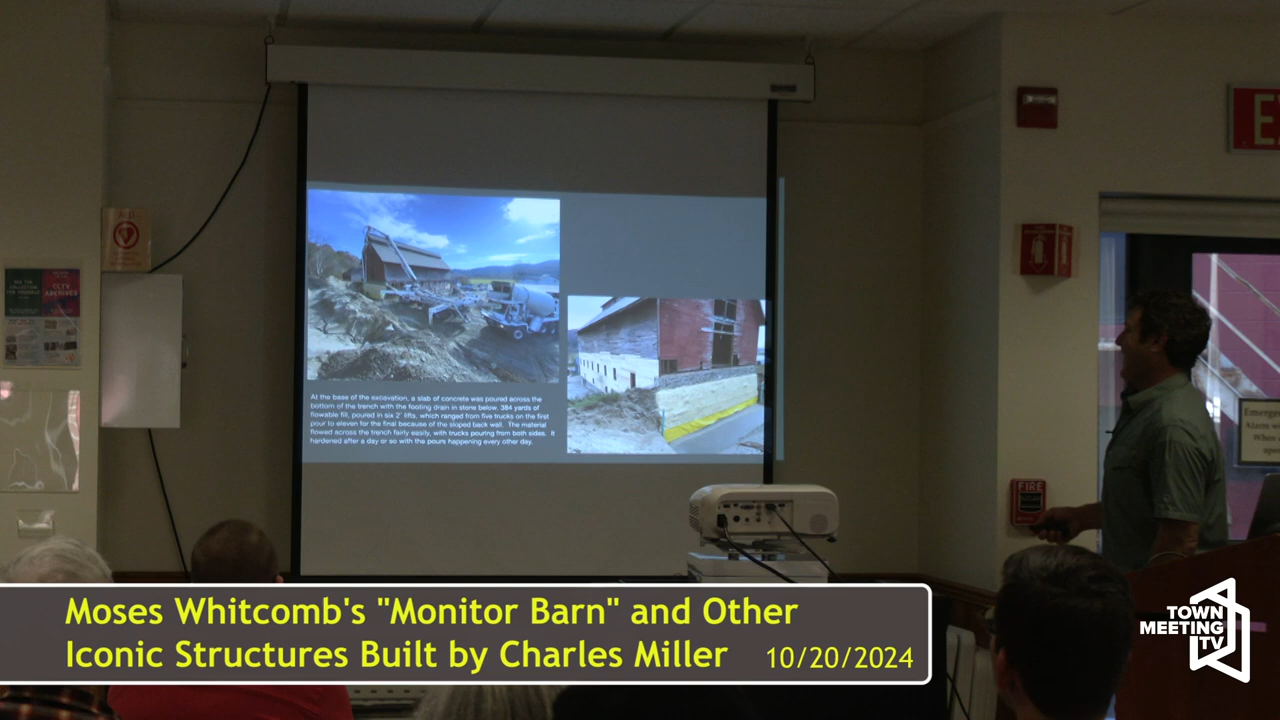 At the base of the excavation, a slab of concrete was poured across the
bottom of the trench with the footing drain in stone below. 384 yards of
flowable fill, poured in six 2' lifts, which ranged from five trucks on the first
pour to eleven for the final because of the sloped back wall. The material
flowed across the trench fairly easily, with trucks pouring from both sides. It
hardened after a day or so with the pours happening every other day.
CCTV
ARCHIVES
FIRE
Moses Whitcomb's "Monitor Barn" and Other
Iconic Structures Built by Charles Miller 10/20/2024
TOWN
MEETING
TV